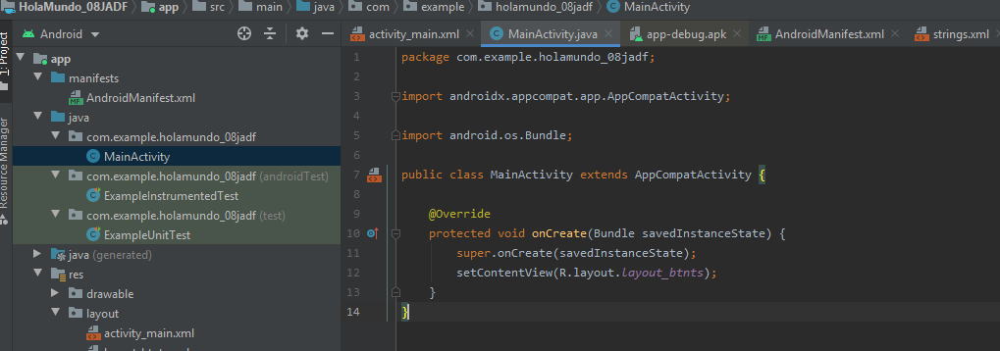 HolaMundo_08JADF app src main java com example holamundo_08jadf MainActivity
1: Project
Resource Manager
Android
app
manifests
AndroidManifest.xml
java
com.example.holamundo_08jadf
MainActivity
com.example.holamundo_08jadf (androidTest)
ExampleInstrumentedTest
com.example.holamundo_08jadf (test)
ExampleUnitTest
java (generated)
res
drawable
layout
activity_main.xml
activity_main.xml MainActivity.java app-debug.apk AndroidManifest.xml strings.xml
1 package com.example.holamundo_08jadf;
2
3 import androidx.appcompat.app.AppCompatActivity;
4
5 import android.os.Bundle;
6
7 public class MainActivity extends AppCompatActivity {
8
9 @Override
10 protected void onCreate(Bundle savedInstanceState) {
11 super.onCreate(savedInstanceState);
12 setContentView(R.layout.layout_btnts);
13 }
14 }